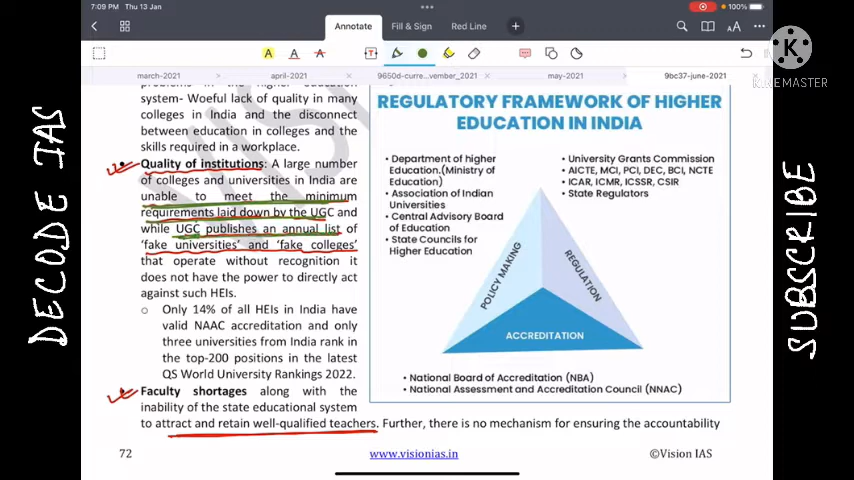 7:09 PM Thu 13 Jan
100%
Annotate
Fill & Sign
Red Line
march-2021
april-2021
9650d-curre...vember_2021
may-2021
9bc37-june-2021
KINEMASTER
DECODE IAS
problems in the higher education
system- Woeful lack of quality in many
colleges in India and the disconnect
between education in colleges and the
skills required in a workplace.
• Quality of institutions: A large number
of colleges and universities in India are
unable to meet the minimum
requirements laid down by the UGC and
while UGC publishes an annual list of
'fake universities' and 'fake colleges'
that operate without recognition it
does not have the power to directly act
against such HEIs.
o Only 14% of all HEIs in India have
valid NAAC accreditation and only
three universities from India rank in
the top-200 positions in the latest
QS World University Rankings 2022.
• Faculty shortages along with the
inability of the state educational system
to attract and retain well-qualified teachers. Further, there is no mechanism for ensuring the accountability
REGULATORY FRAMEWORK OF HIGHER
EDUCATION IN INDIA
• Department of higher
Education.(Ministry of
Education)
• Association of Indian
Universities
• Central Advisory Board
of Education
• State Councils for
Higher Education
• University Grants Commission
• AICTE, MCI, PCI, DEC, BCI, NCTE
• ICAR, ICMR, ICSSR, CSIR
• State Regulators
POLICY MAKING
REGULATION
ACCREDITATION
• National Board of Accreditation (NBA)
• National Assessment and Accreditation Council (NNAC)
72
www.visionias.in
©Vision IAS
SUBSCRIBE